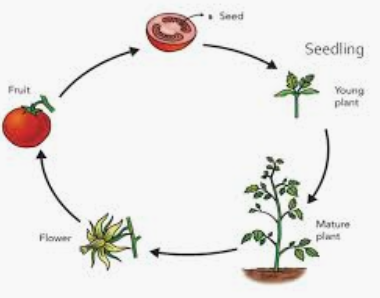 Seed
Seedling
Young
plant
Mature
plant
Flower
Fruit